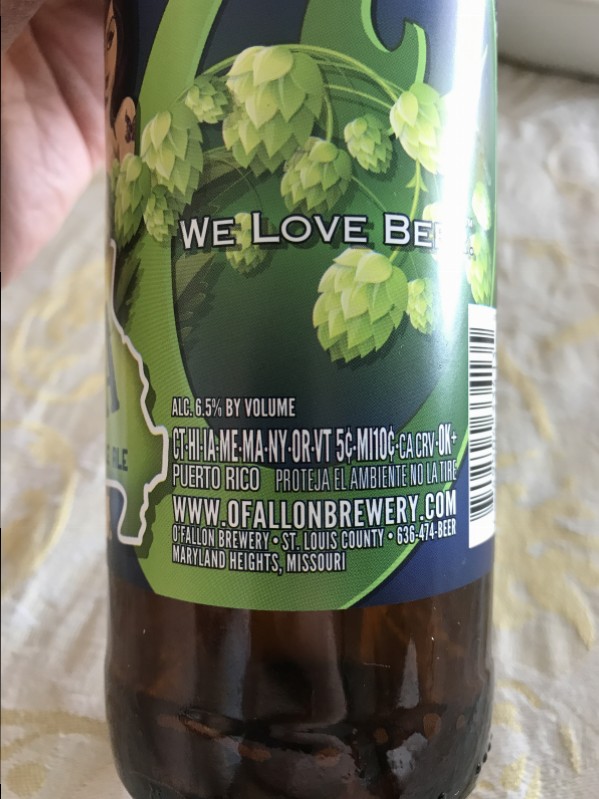 WE LOVE BEE
ALE
ALC. 6.5% BY VOLUME
CT·HI·IA·ME·MA·NY·OR·VT 5¢·MI10¢·CA CRV·OK+
PUERTO RICO PROTEJA EL AMBIENTE NO LA TIRE
WWW.OFALLONBREWERY.COM
O'FALLON BREWERY • ST. LOUIS COUNTY • 636-474-BEER
MARYLAND HEIGHTS, MISSOURI